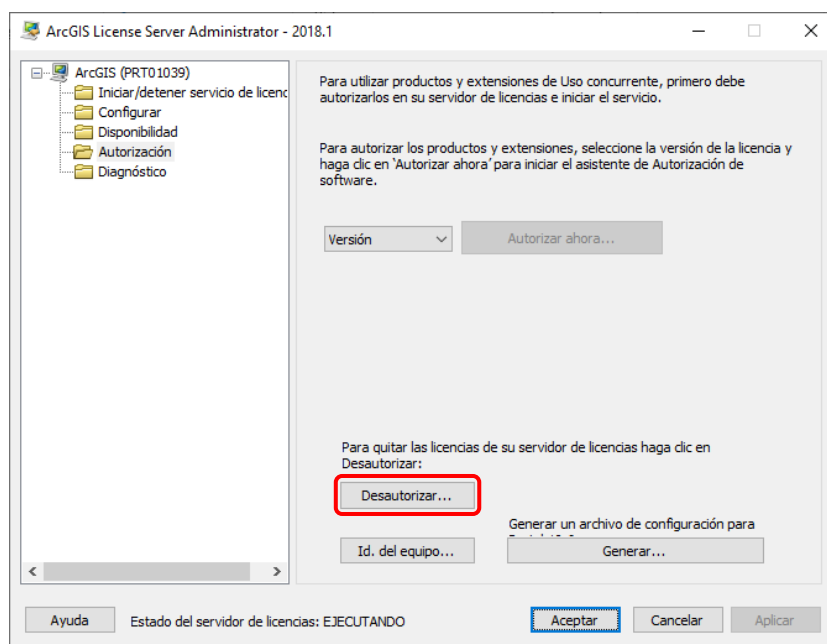 ArcGIS License Server Administrator - 2018.1
ArcGIS (PRT01039)
Iniciar/detener servicio de licenc
Configurar
Disponibilidad
Autorización
Diagnóstico
Para utilizar productos y extensiones de Uso concurrente, primero debe
autorizarlos en su servidor de licencias e iniciar el servicio.
Para autorizar los productos y extensiones, seleccione la versión de la licencia y
haga clic en 'Autorizar ahora' para iniciar el asistente de Autorización de
software.
Versión
Autorizar ahora...
Para quitar las licencias de su servidor de licencias haga clic en
Desautorizar:
Desautorizar...
Generar un archivo de configuración para
Id. del equipo...
Generar...
Ayuda
Estado del servidor de licencias: EJECUTANDO
Aceptar
Cancelar
Aplicar